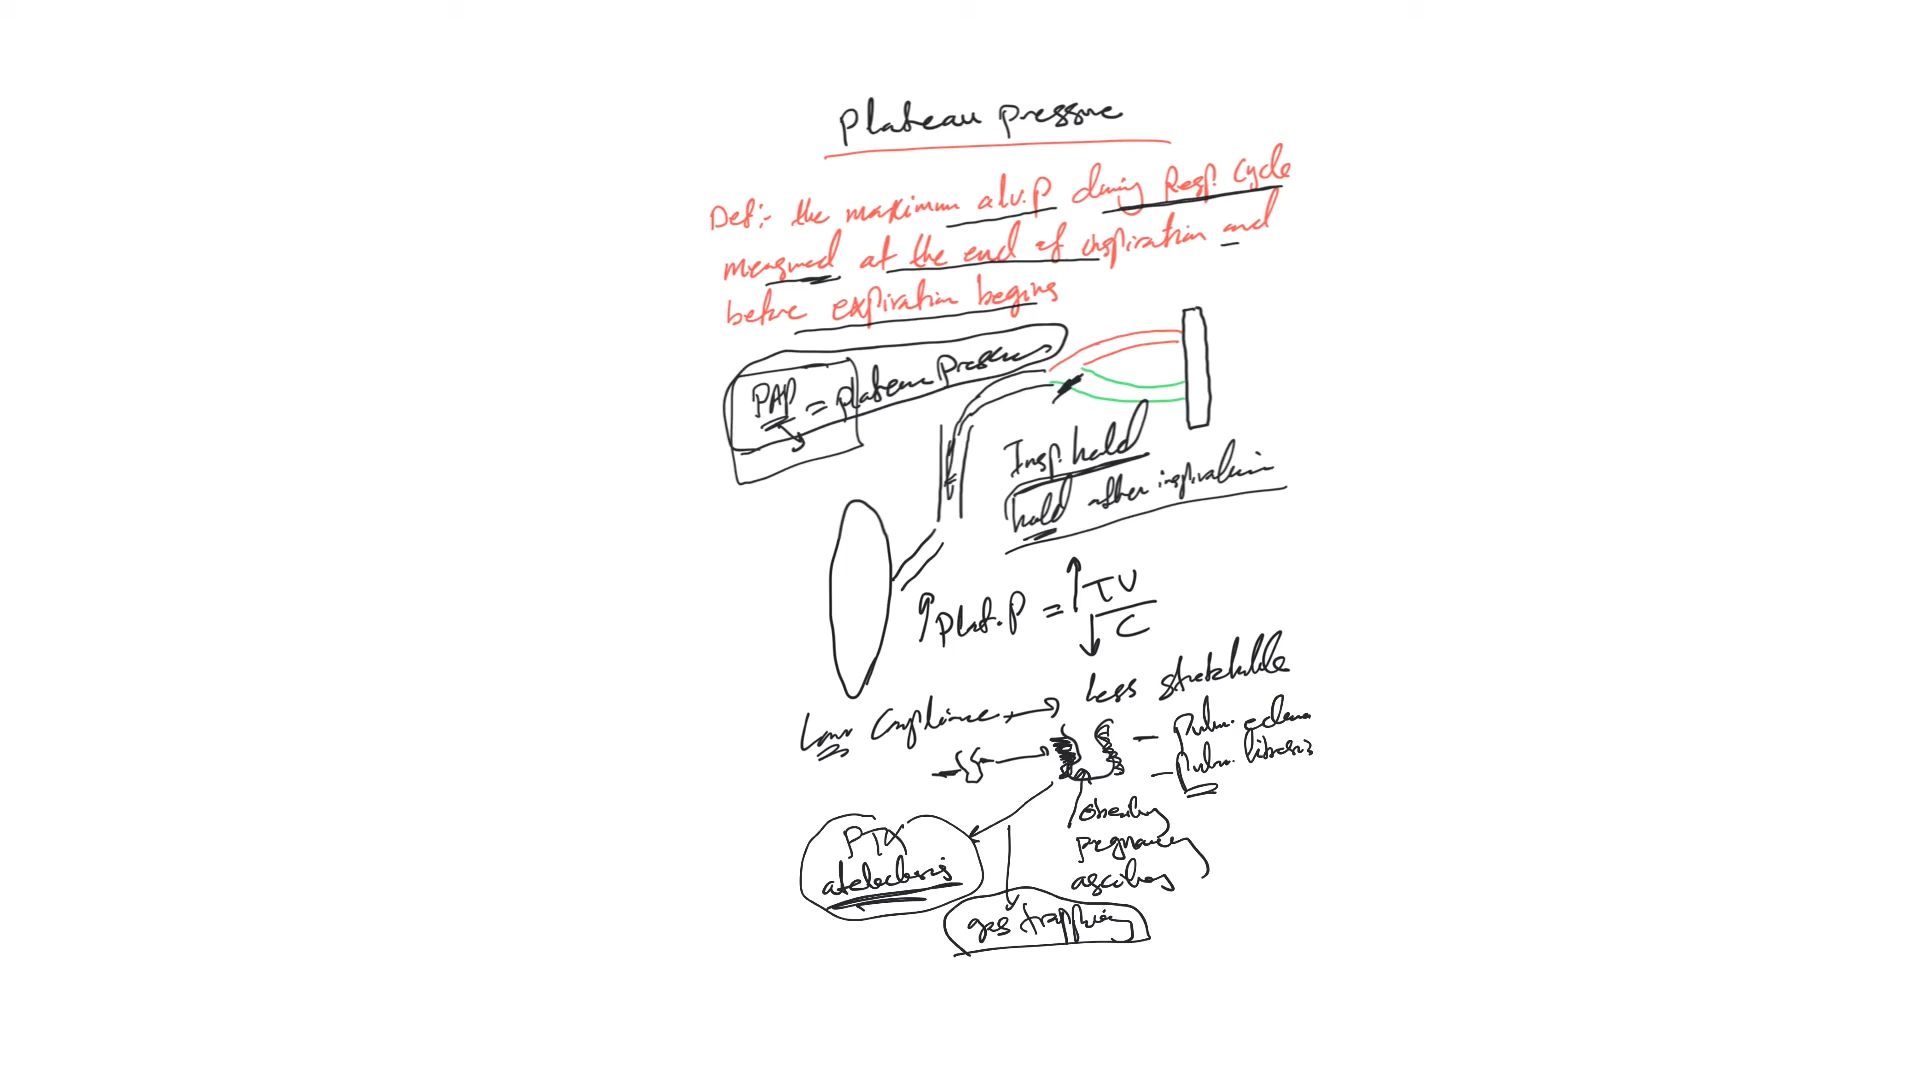 Plateau pressure
Def:- the maximum alv.P during Resp. Cycle
measured at the end of inspiration and
before expiration begins
PAP = plateau pressure
Insp. hold
hold after inspiration
↑ Plat. P = ↑ TV / ↓ C
Low Compliance → less stretchable
- Pulm. edema
- Pulm. fibrosis
obesity
pregnancy
ascites
PTX
atelectasis
gas trapping